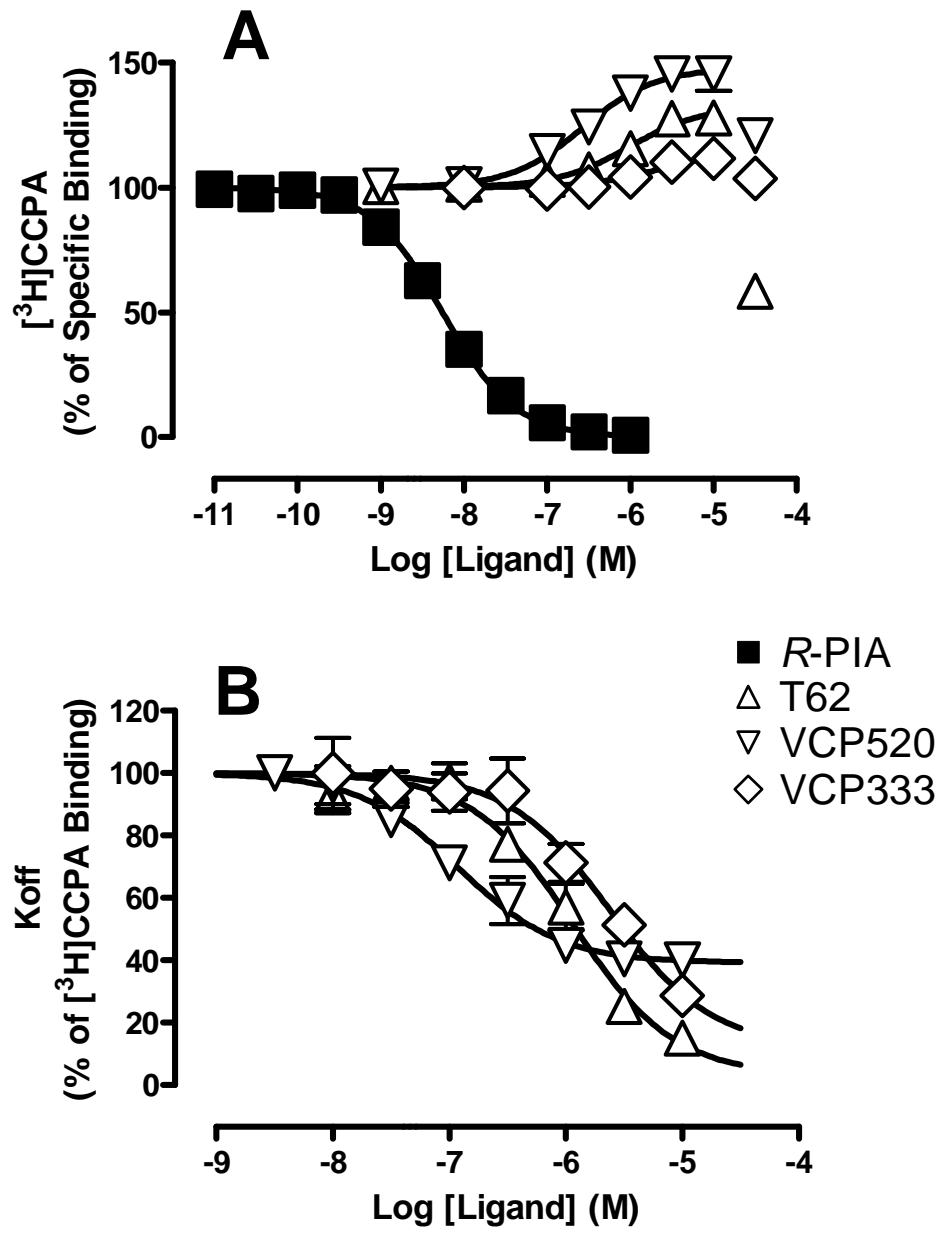 A
150
100
50
0
[³H]CCPA
(% of Specific Binding)
-11 -10 -9 -8 -7 -6 -5 -4
Log [Ligand] (M)
R-PIA
T62
VCP520
VCP333
B
120
100
80
60
40
20
0
Koff
(% of [³H]CCPA Binding)
-9 -8 -7 -6 -5 -4
Log [Ligand] (M)